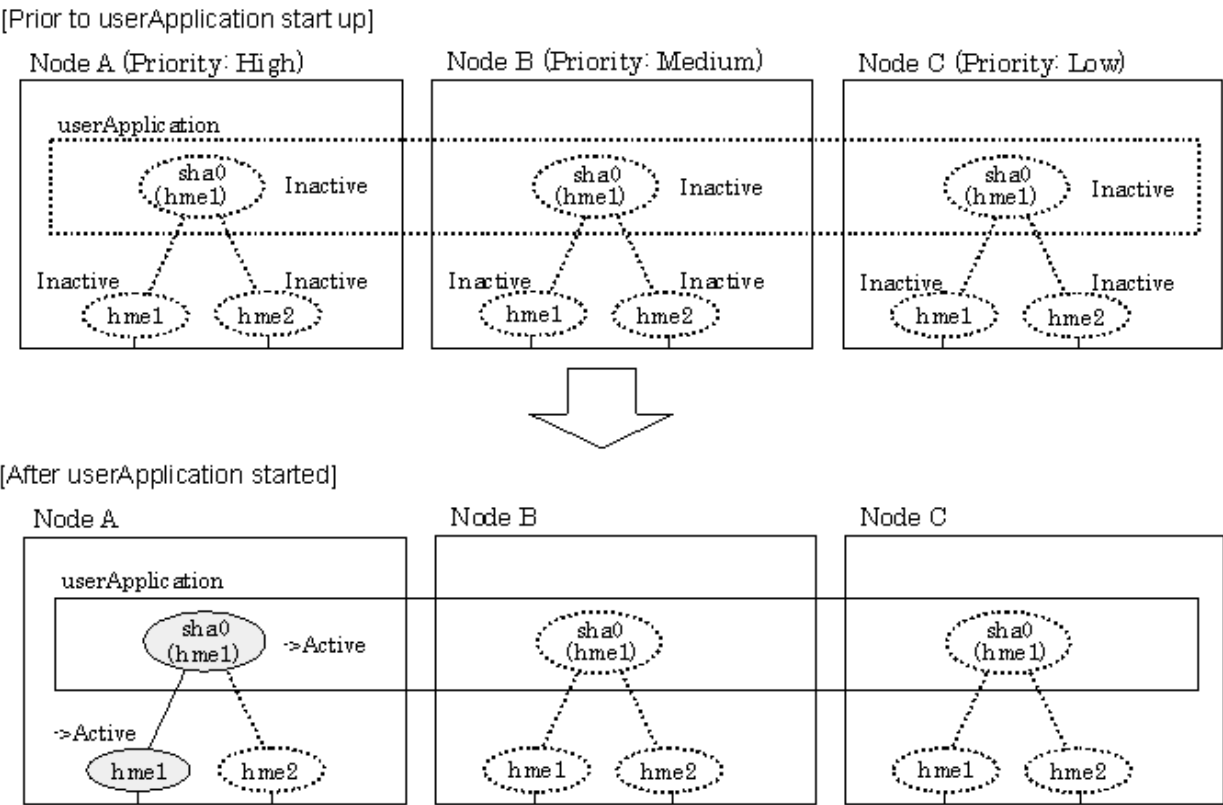 [Prior to userApplication start up]
Node A (Priority: High)
Node B (Priority: Medium)
Node C (Priority: Low)
userApplication
sha0
(hme1)
Inactive
sha0
(hme1)
Inactive
sha0
(hme1)
Inactive
Inactive
Inactive
Inactive
Inactive
Inactive
Inactive
hme1
hme2
hme1
hme2
hme1
hme2
[After userApplication started]
Node A
Node B
Node C
userApplication
sha0
(hme1)
->Active
sha0
(hme1)
sha0
(hme1)
->Active
hme1
hme2
hme1
hme2
hme1
hme2